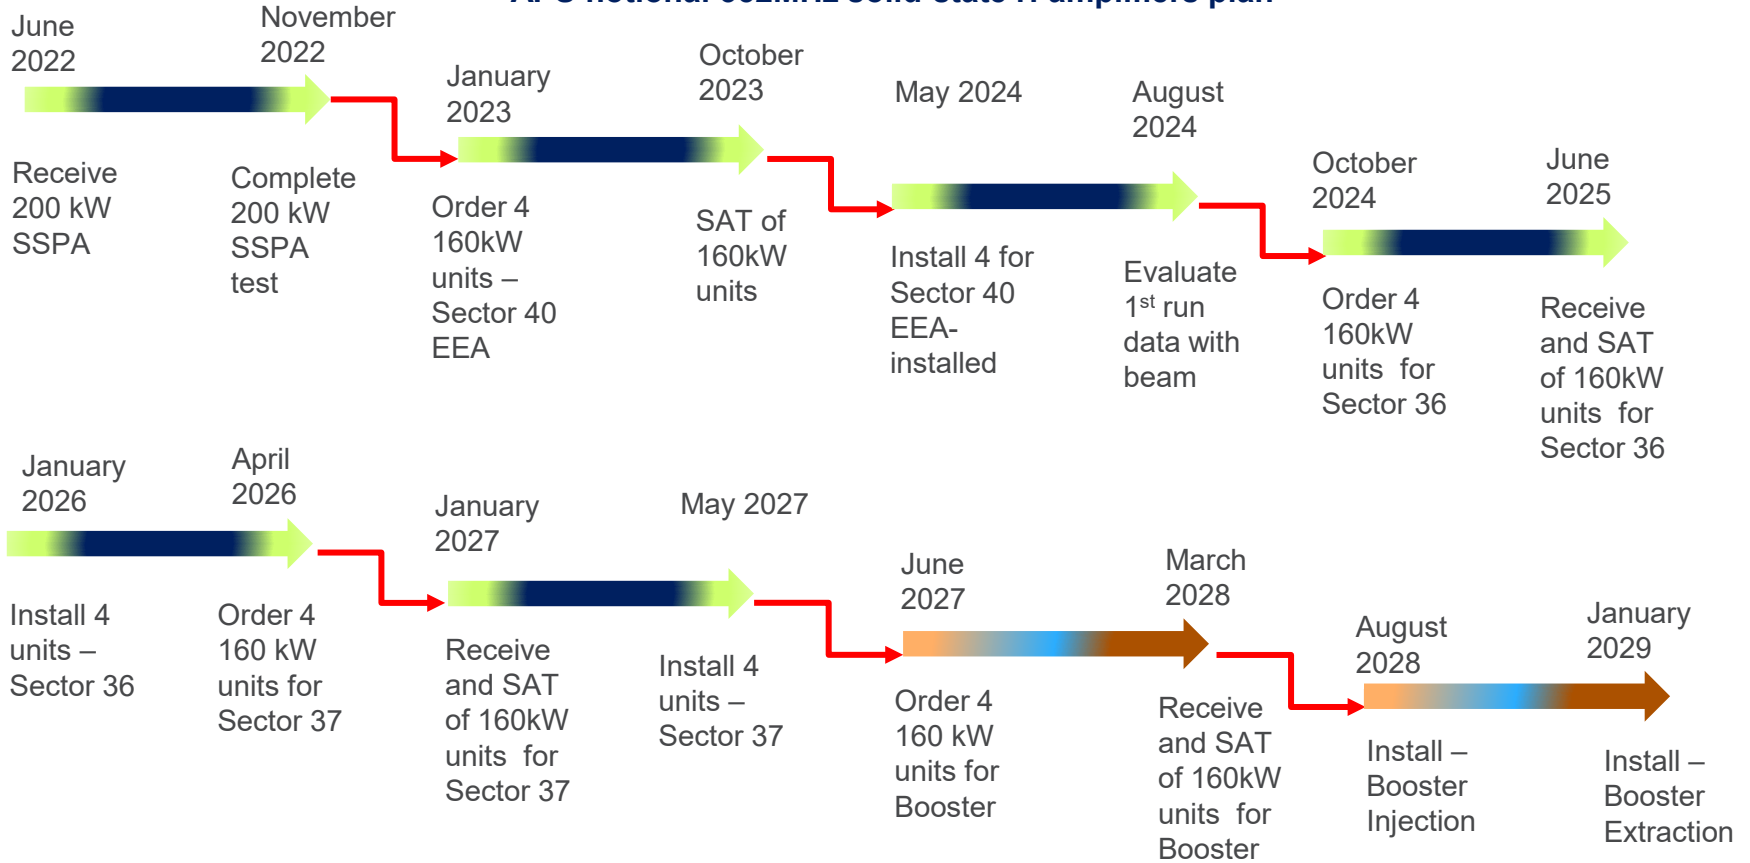 June
2022
November
2022
Receive
200 kW
SSPA
Complete
200 kW
SSPA
test
January
2023
October
2023
Order 4
160kW
units –
Sector 40
EEA
SAT of
160kW
units
May 2024
August
2024
Install 4 for
Sector 40
EEA-
installed
Evaluate
1st run
data with
beam
October
2024
June
2025
Order 4
160kW
units for
Sector 36
Receive
and SAT
of 160kW
units for
Sector 36
January
2026
April
2026
Install 4
units –
Sector 36
Order 4
160 kW
units for
Sector 37
January
2027
May 2027
Receive
and SAT
of 160kW
units for
Sector 37
Install 4
units –
Sector 37
June
2027
March
2028
Order 4
160 kW
units for
Booster
Receive
and SAT
of 160kW
units for
Booster
August
2028
January
2029
Install –
Booster
Injection
Install –
Booster
Extraction